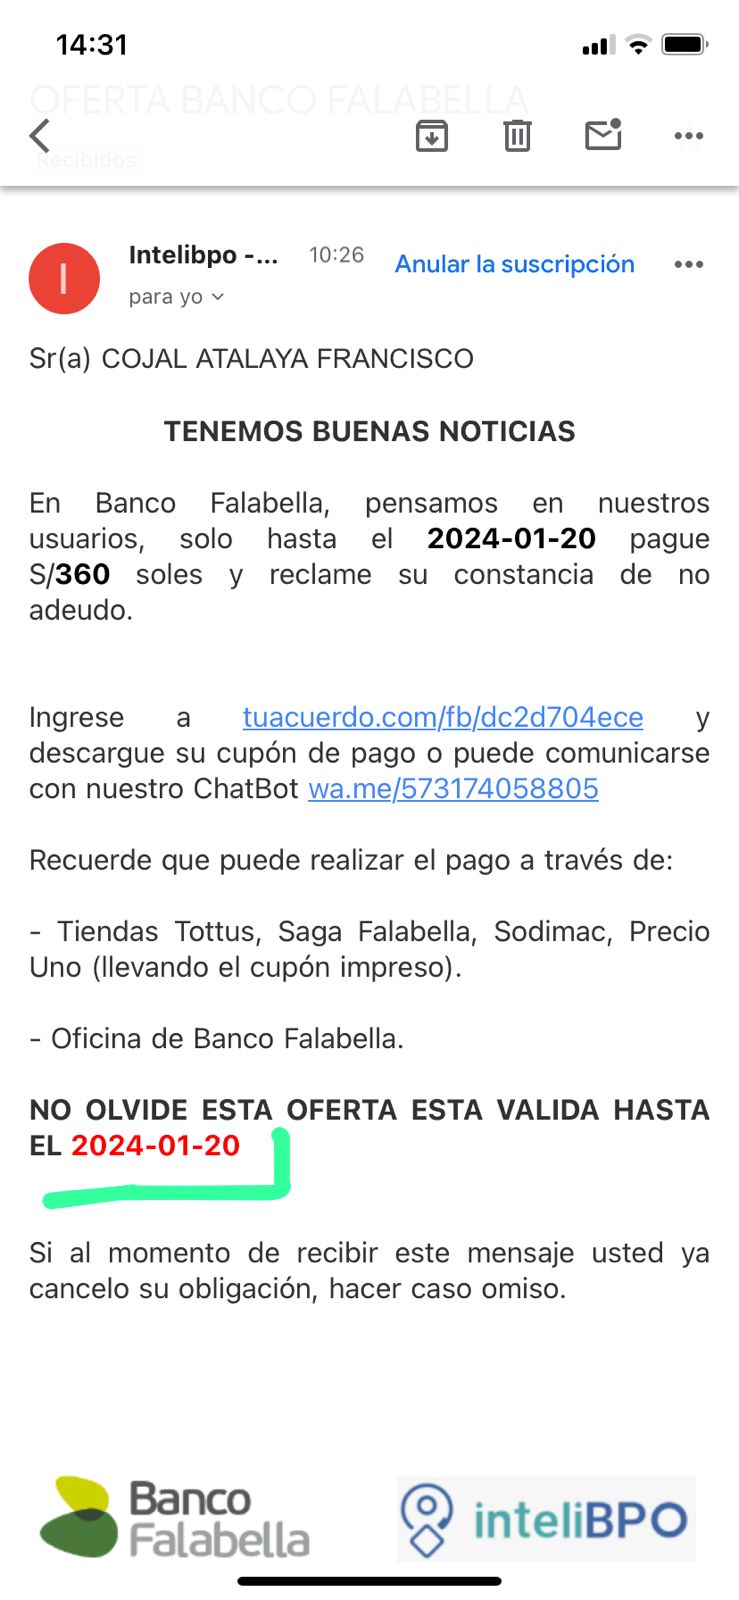 14:31
OFERTA BANCO FALABELLA
Recibidos
I
Intelibpo -...
10:26
Anular la suscripción
para yo
Sr(a) COJAL ATALAYA FRANCISCO
TENEMOS BUENAS NOTICIAS
En Banco Falabella, pensamos en nuestros
usuarios, solo hasta el 2024-01-20 pague
S/360 soles y reclame su constancia de no
adeudo.
Ingrese a tuacuerdo.com/fb/dc2d704ece y
descargue su cupón de pago o puede comunicarse
con nuestro ChatBot wa.me/573174058805
Recuerde que puede realizar el pago a través de:
- Tiendas Tottus, Saga Falabella, Sodimac, Precio
Uno (llevando el cupón impreso).
- Oficina de Banco Falabella.
NO OLVIDE ESTA OFERTA ESTA VALIDA HASTA
EL 2024-01-20
Si al momento de recibir este mensaje usted ya
cancelo su obligación, hacer caso omiso.
Banco
Falabella
inteliBPO